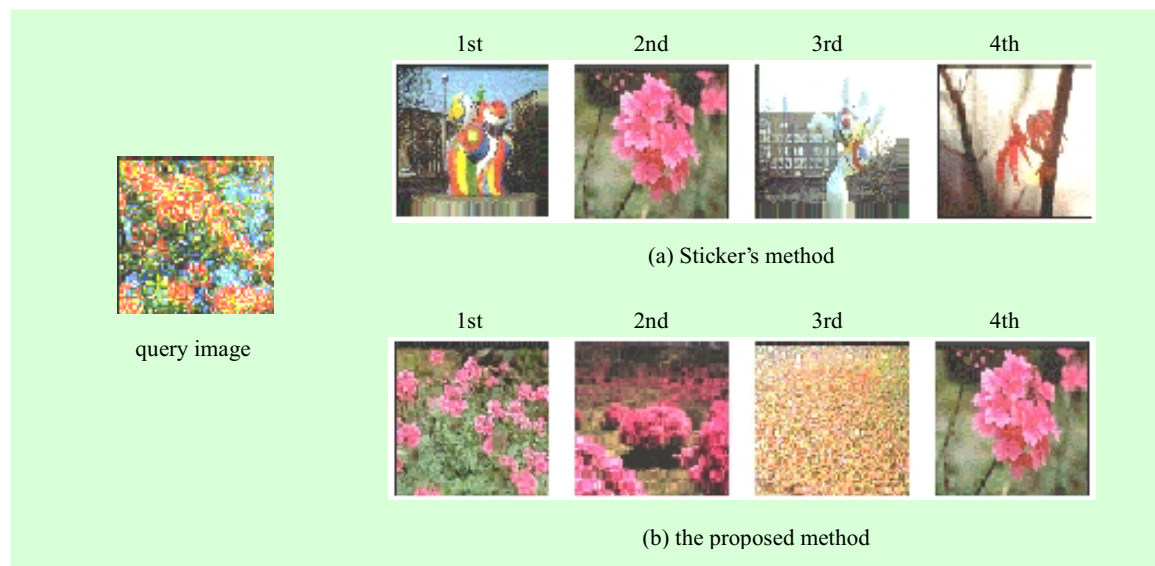 1st 2nd 3rd 4th
(a) Sticker’s method
1st 2nd 3rd 4th
query image
(b) the proposed method